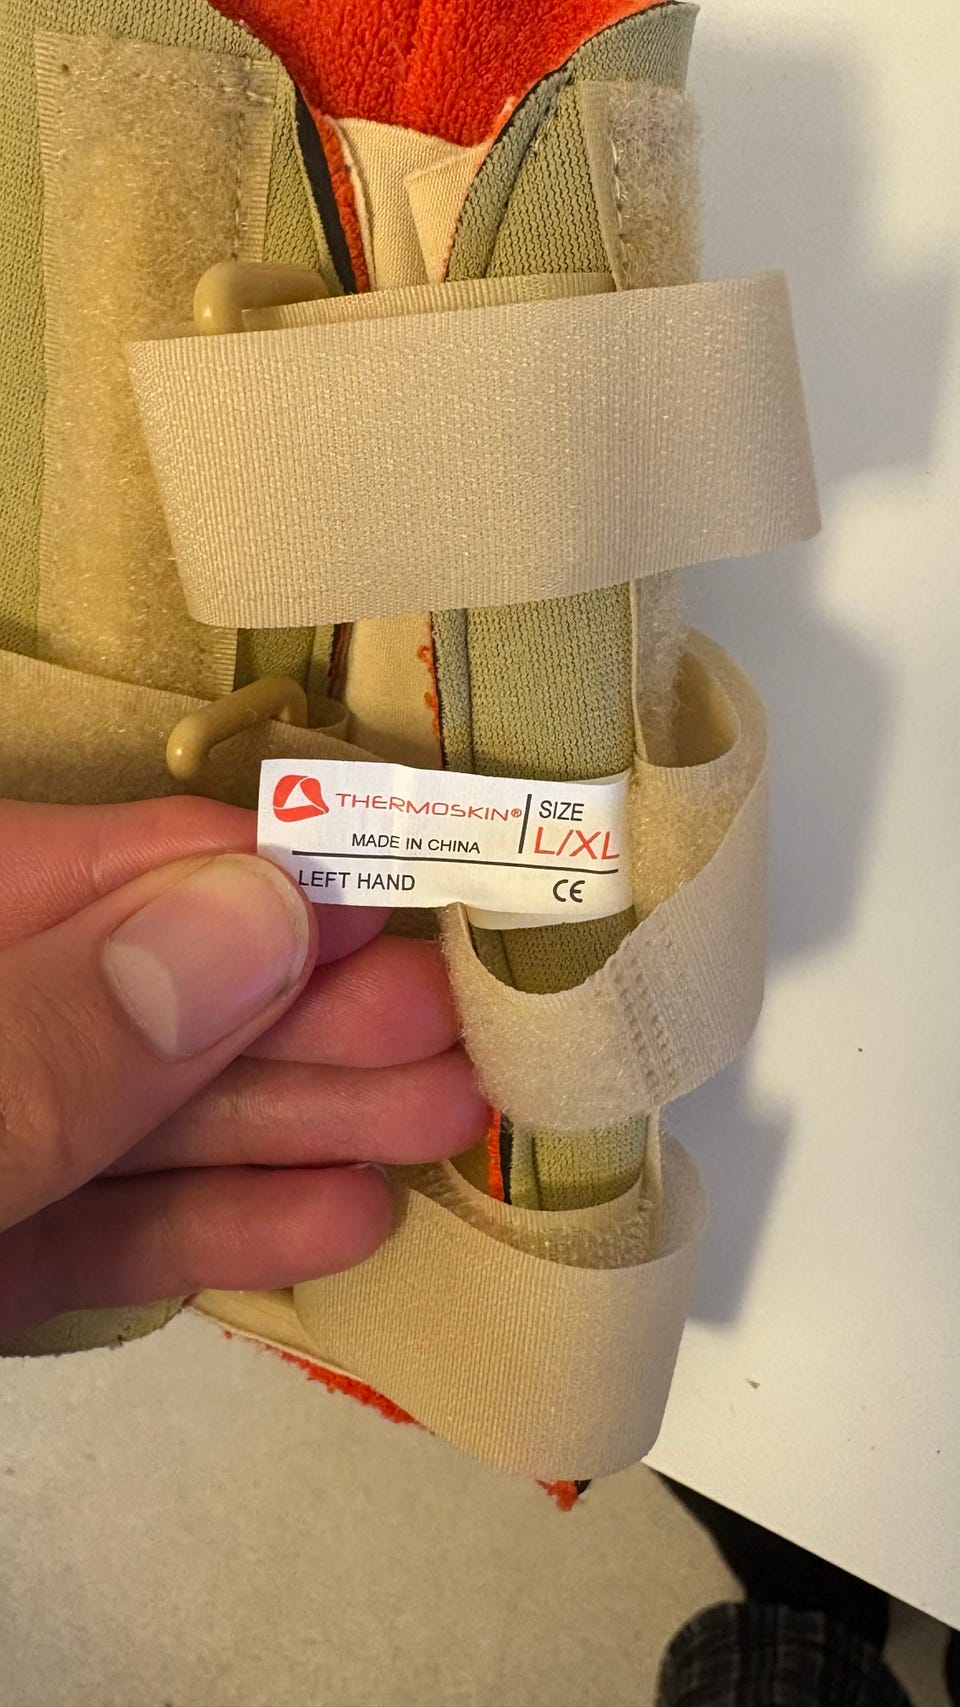 THERMOSKIN®
SIZE
L/XL
MADE IN CHINA
LEFT HAND
CE